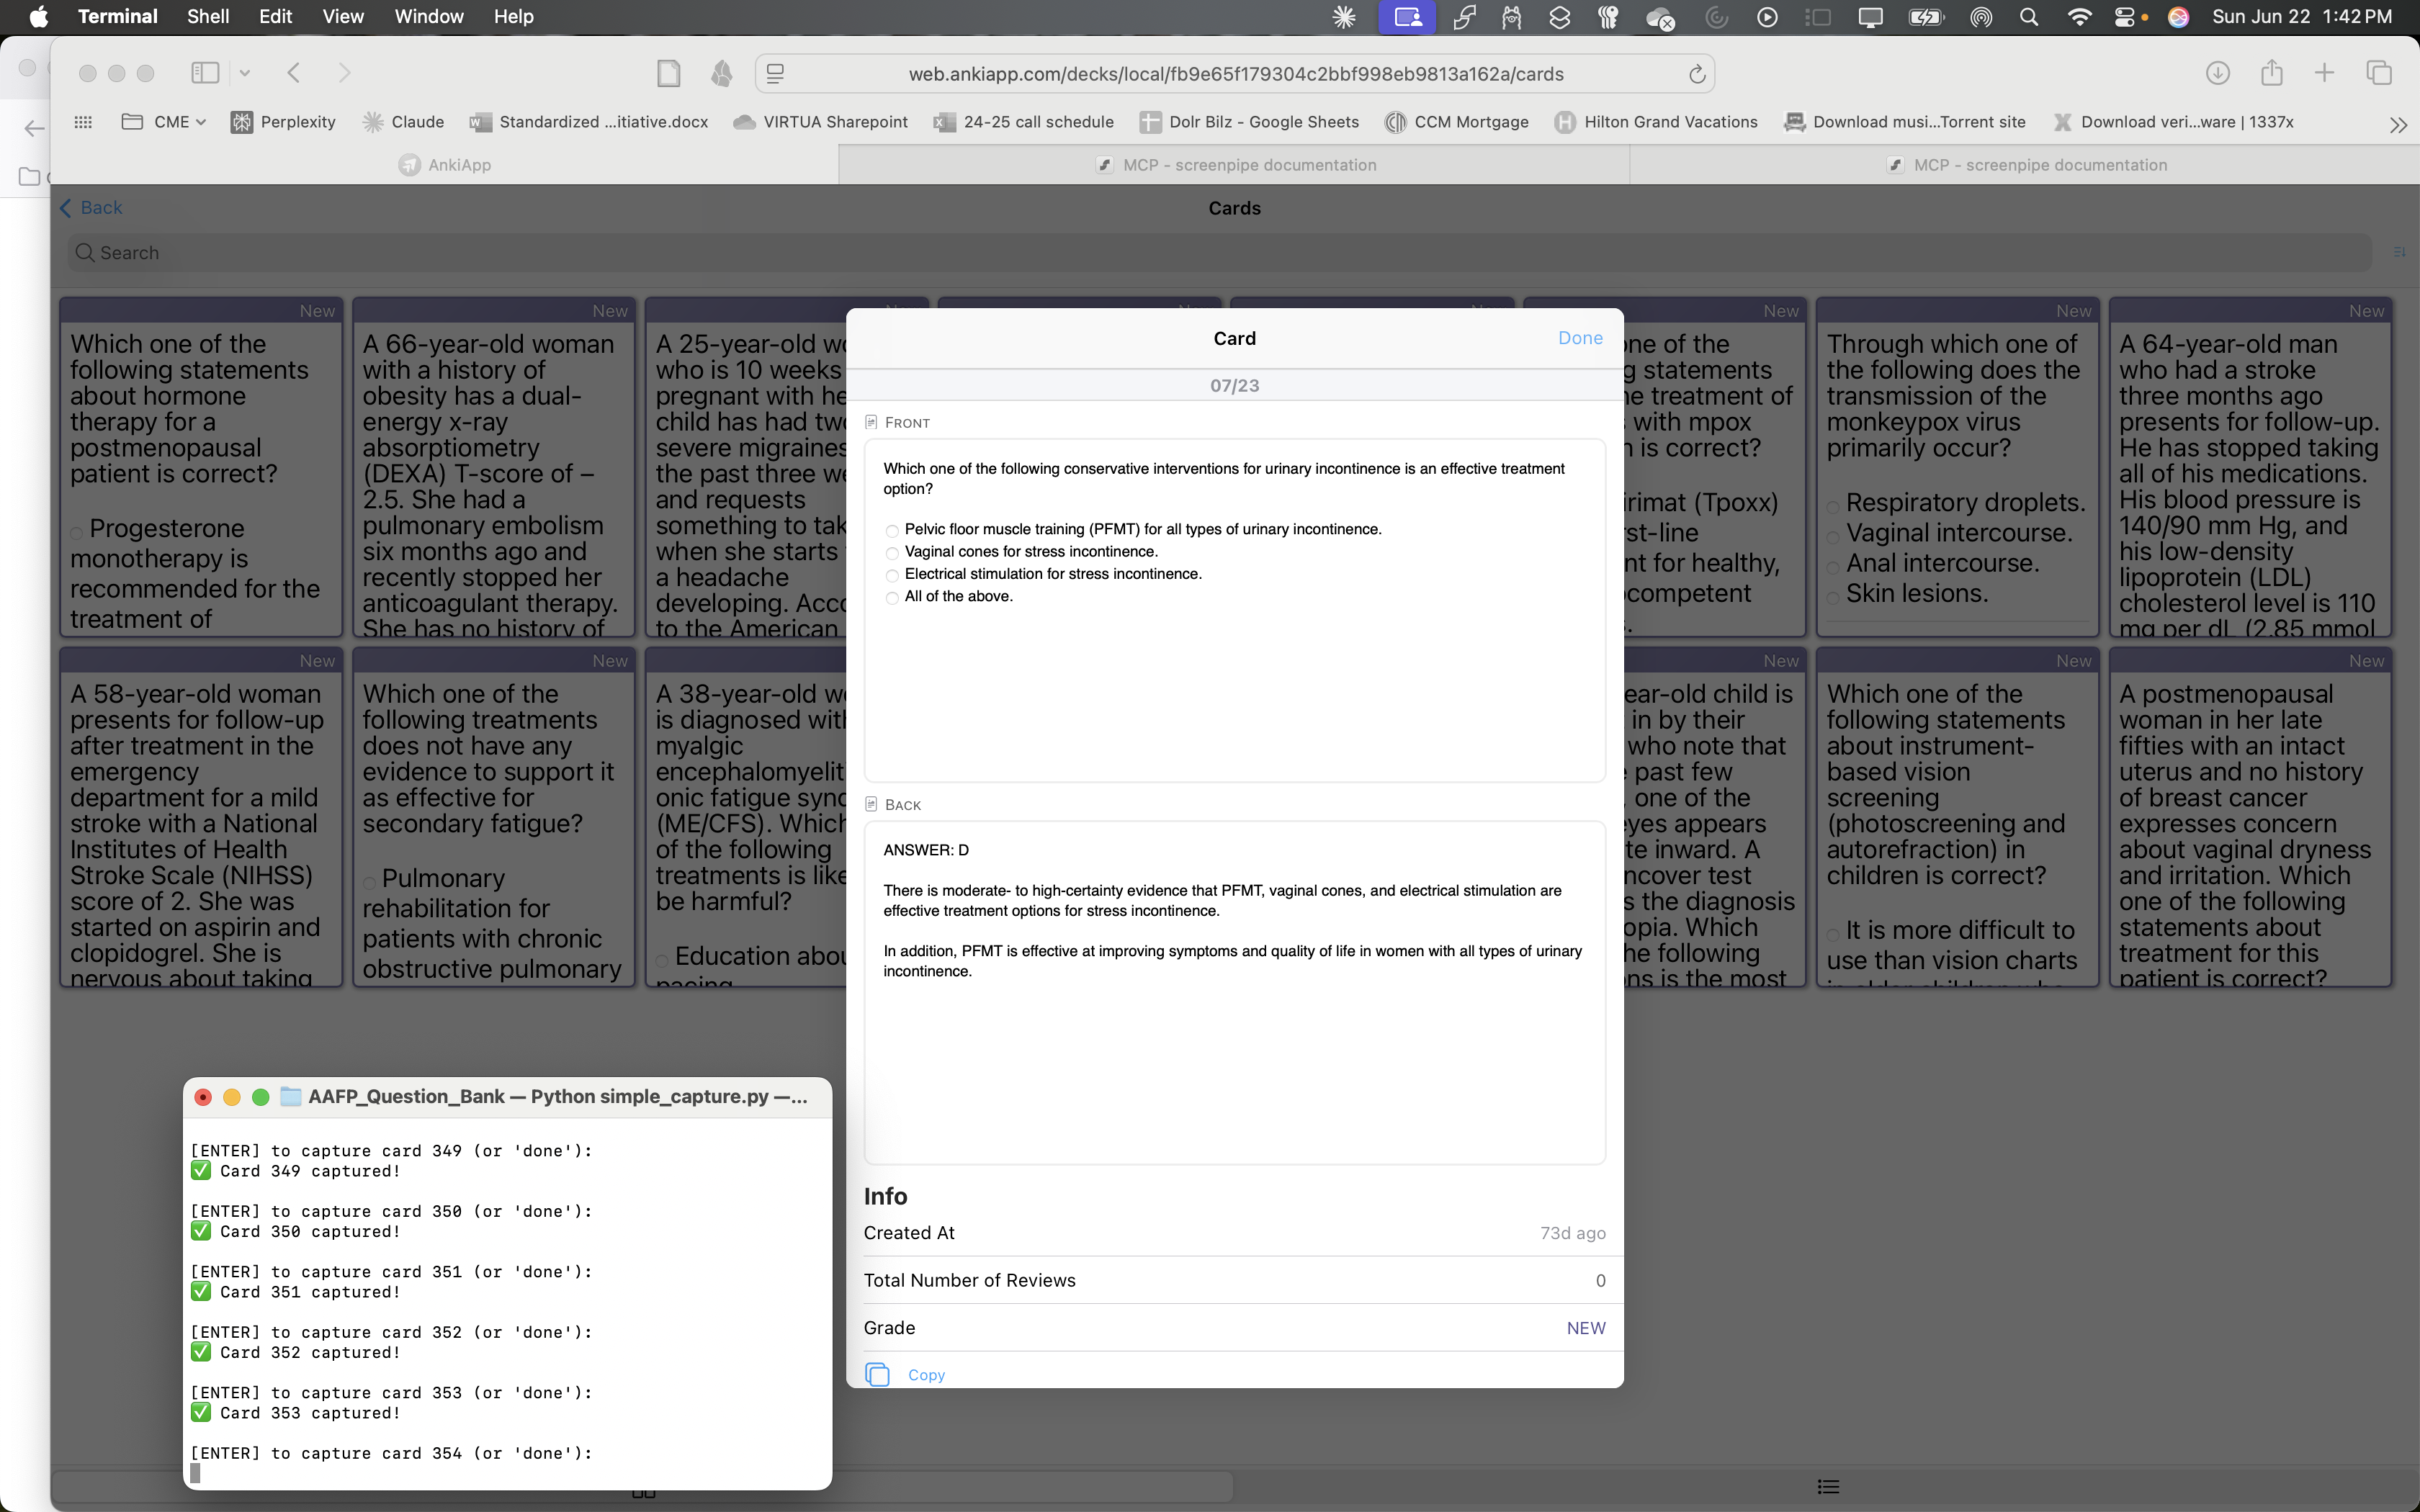 Terminal Shell Edit View Window Help Sun Jun 22 1:42 PM
web.ankiapp.com/decks/local/fb9e65f179304c2bbf998eb9813a162a/cards
CME Perplexity Claude Standardized ...itiative.docx VIRTUA Sharepoint 24-25 call schedule Dolr Bilz - Google Sheets CCM Mortgage Hilton Grand Vacations Download musi...Torrent site Download veri...ware | 1337x
AnkiApp MCP - screenpipe documentation MCP - screenpipe documentation
Back Cards
Search
New
Which one of the
following statements
about hormone
therapy for a
postmenopausal
patient is correct?
Progesterone
monotherapy is
recommended for the
treatment of
New
A 66-year-old woman
with a history of
obesity has a dual-
energy x-ray
absorptiometry
(DEXA) T-score of –
2.5. She had a
pulmonary embolism
six months ago and
recently stopped her
anticoagulant therapy.
She has no history of
A 25-year-old
who is 10 weeks
pregnant with
child has had
severe migraines
the past three
and requests
something to
when she starts
a headache
developing.
to the American
New
one of the
statements
treatment of
with mpox
is correct?
(Tpoxx)
for healthy,
New
Through which one of
the following does the
transmission of the
monkeypox virus
primarily occur?
Respiratory droplets.
Vaginal intercourse.
Anal intercourse.
Skin lesions.
New
A 64-year-old man
who had a stroke
three months ago
presents for follow-up.
He has stopped taking
all of his medications.
His blood pressure is
140/90 mm Hg, and
his low-density
lipoprotein (LDL)
cholesterol level is 110
mg per dL (2.85 mmol
New
A 58-year-old woman
presents for follow-up
after treatment in the
emergency
department for a mild
stroke with a National
Institutes of Health
Stroke Scale (NIHSS)
score of 2. She was
started on aspirin and
clopidogrel. She is
nervous about taking
New
Which one of the
following treatments
does not have any
evidence to support it
as effective for
secondary fatigue?
Pulmonary
rehabilitation for
patients with chronic
obstructive pulmonary
A 38-year-old
is diagnosed
myalgic
(ME/CFS).
of the following
treatments is
be harmful?
Education
pacing
New
child is
in by their
who note that
past few
one of the
eyes appears
inward. A
test
the diagnosis
Which
following
is the most
New
Which one of the
following statements
about instrument-
based vision
screening
(photoscreening and
autorefraction) in
children is correct?
It is more difficult to
use than vision charts
New
A postmenopausal
woman in her late
fifties with an intact
uterus and no history
of breast cancer
expresses concern
about vaginal dryness
and irritation. Which
one of the following
statements about
treatment for this
patient is correct?
Card Done
07/23
FRONT
Which one of the following conservative interventions for urinary incontinence is an effective treatment
option?
Pelvic floor muscle training (PFMT) for all types of urinary incontinence.
Vaginal cones for stress incontinence.
Electrical stimulation for stress incontinence.
All of the above.
BACK
ANSWER: D
There is moderate- to high-certainty evidence that PFMT, vaginal cones, and electrical stimulation are
effective treatment options for stress incontinence.
In addition, PFMT is effective at improving symptoms and quality of life in women with all types of urinary
incontinence.
Info
Created At 73d ago
Total Number of Reviews 0
Grade NEW
Copy
AAFP_Question_Bank — Python simple_capture.py —...
[ENTER] to capture card 349 (or 'done'):
✅ Card 349 captured!
[ENTER] to capture card 350 (or 'done'):
✅ Card 350 captured!
[ENTER] to capture card 351 (or 'done'):
✅ Card 351 captured!
[ENTER] to capture card 352 (or 'done'):
✅ Card 352 captured!
[ENTER] to capture card 353 (or 'done'):
✅ Card 353 captured!
[ENTER] to capture card 354 (or 'done'):